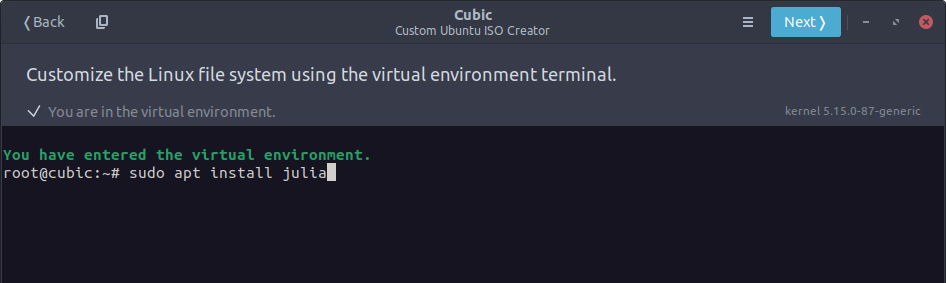 ❬Back
Cubic
Custom Ubuntu ISO Creator
Next❭
Customize the Linux file system using the virtual environment terminal.
You are in the virtual environment.
kernel 5.15.0-87-generic
You have entered the virtual environment.
root@cubic:~# sudo apt install julia